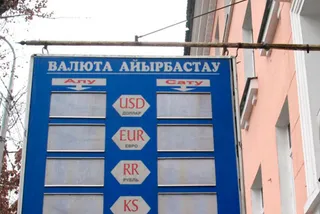 ВАЛЮТА АЙЫРБАСТАУ
Алу Сату
USD
ДОЛЛАР
EUR
ЕВРО
RR
РУБЛЬ
KS